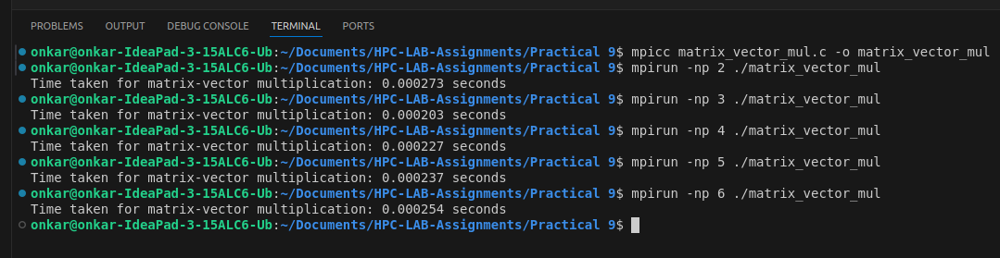 PROBLEMS OUTPUT DEBUG CONSOLE TERMINAL PORTS
onkar@onkar-IdeaPad-3-15ALC6-Ub:~/Documents/HPC-LAB-Assignments/Practical 9$ mpicc matrix_vector_mul.c -o matrix_vector_mul
onkar@onkar-IdeaPad-3-15ALC6-Ub:~/Documents/HPC-LAB-Assignments/Practical 9$ mpirun -np 2 ./matrix_vector_mul
Time taken for matrix-vector multiplication: 0.000273 seconds
onkar@onkar-IdeaPad-3-15ALC6-Ub:~/Documents/HPC-LAB-Assignments/Practical 9$ mpirun -np 3 ./matrix_vector_mul
Time taken for matrix-vector multiplication: 0.000203 seconds
onkar@onkar-IdeaPad-3-15ALC6-Ub:~/Documents/HPC-LAB-Assignments/Practical 9$ mpirun -np 4 ./matrix_vector_mul
Time taken for matrix-vector multiplication: 0.000227 seconds
onkar@onkar-IdeaPad-3-15ALC6-Ub:~/Documents/HPC-LAB-Assignments/Practical 9$ mpirun -np 5 ./matrix_vector_mul
Time taken for matrix-vector multiplication: 0.000237 seconds
onkar@onkar-IdeaPad-3-15ALC6-Ub:~/Documents/HPC-LAB-Assignments/Practical 9$ mpirun -np 6 ./matrix_vector_mul
Time taken for matrix-vector multiplication: 0.000254 seconds
onkar@onkar-IdeaPad-3-15ALC6-Ub:~/Documents/HPC-LAB-Assignments/Practical 9$